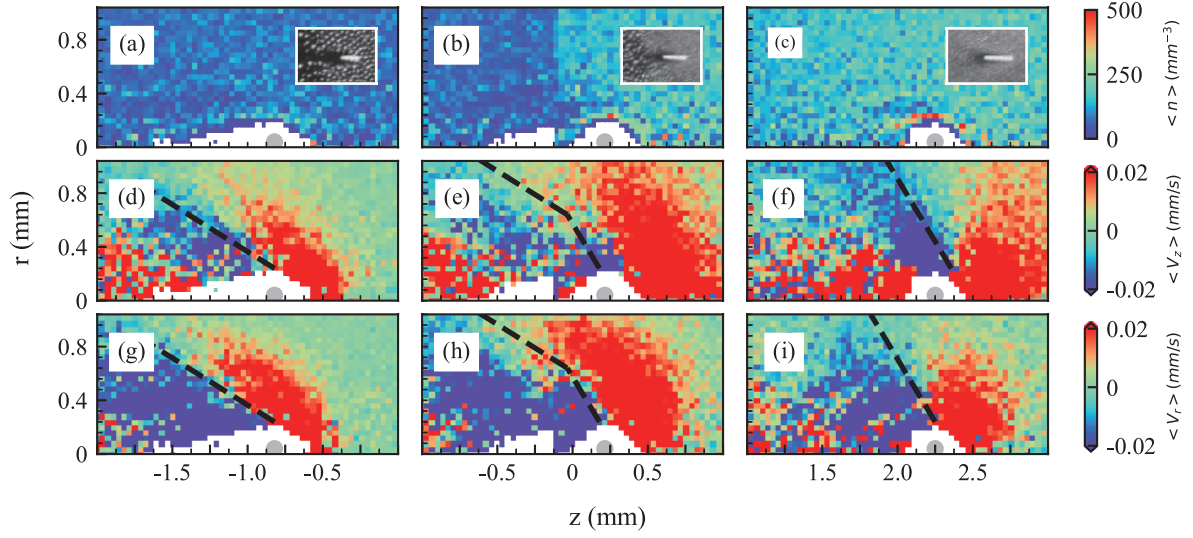 (a) (b) (c) 500
0.8 250
0.4 < n > (mm⁻³)
0 0
(d) (e) (f) 0.02
0.8 0
0.4 < V_z > (mm/s)
0 -0.02
r (mm)
(g) (h) (i) 0.02
0.8 0
0.4 < V_r > (mm/s)
0 -0.02
-1.5 -1.0 -0.5 -0.5 0 0.5 1.5 2.0 2.5
z (mm)